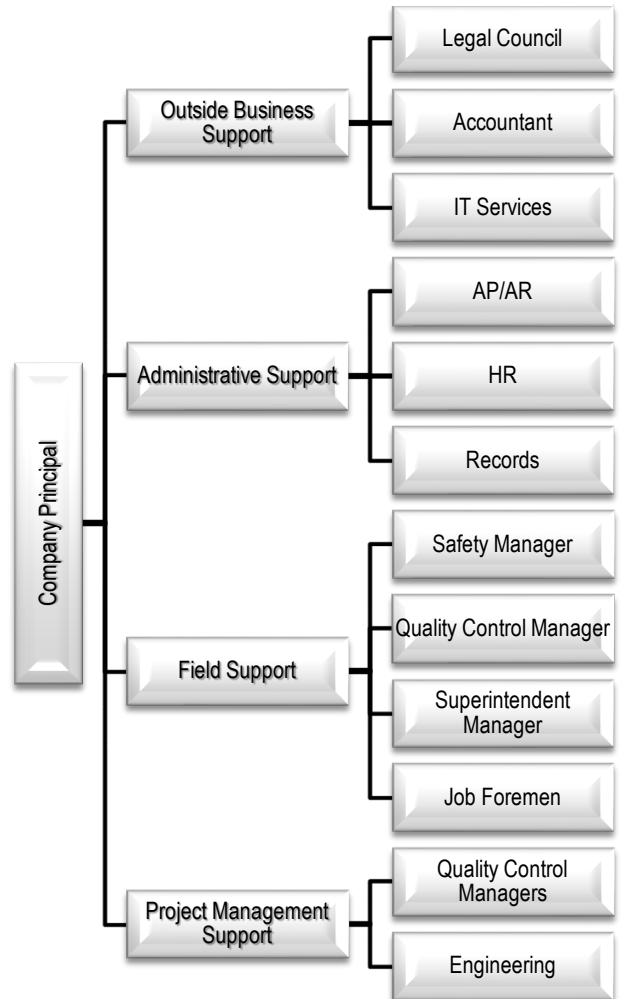 Company Principal
Outside Business
Support
Legal Council
Accountant
IT Services
Administrative Support
AP/AR
HR
Records
Field Support
Safety Manager
Quality Control Manager
Superintendent
Manager
Job Foremen
Project Management
Support
Quality Control
Managers
Engineering